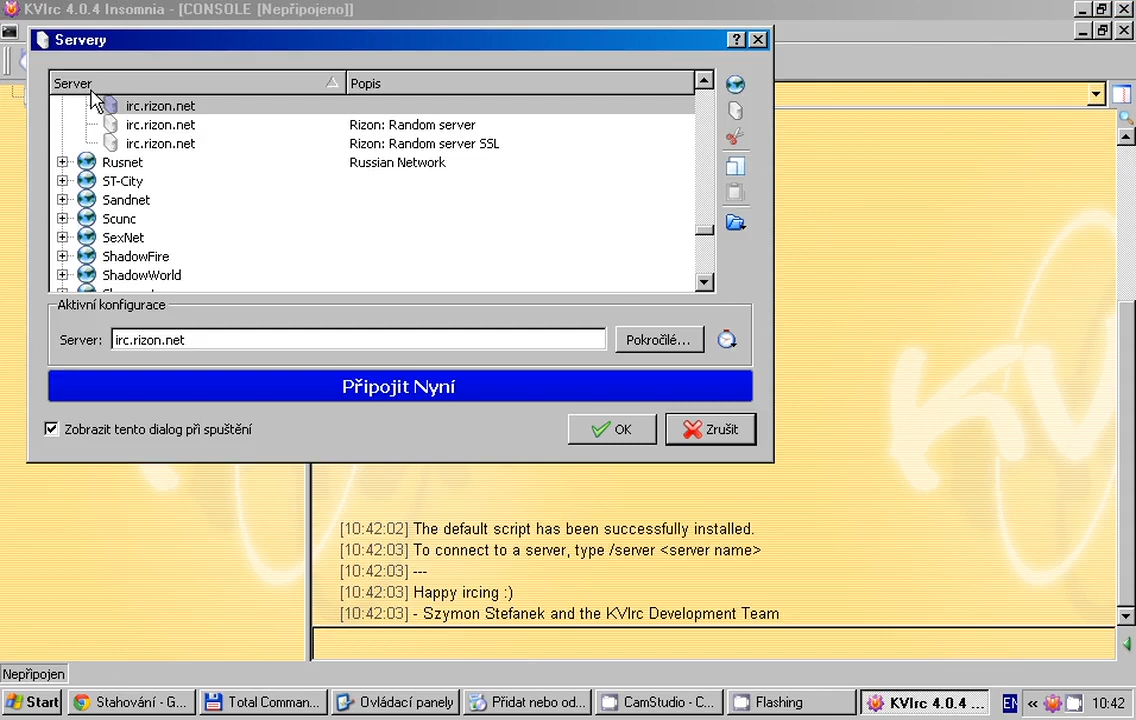 KVIrc 4.0.4 Insomnia - [CONSOLE [Nepřipojeno]]
Servery
Server Popis
irc.rizon.net
irc.rizon.net Rizon: Random server
irc.rizon.net Rizon: Random server SSL
Rusnet Russian Network
ST-City
Sandnet
Scunc
SexNet
ShadowFire
ShadowWorld
Aktivní konfigurace
Server: irc.rizon.net Pokročilé...
Připojit Nyní
Zobrazit tento dialog při spuštění OK Zrušit
[10:42:02] The default script has been successfully installed.
[10:42:03] To connect to a server, type /server <server name>
[10:42:03] ---
[10:42:03] Happy ircing :)
[10:42:03] - Szymon Stefanek and the KVIrc Development Team
Nepřipojen
Start Stahování - G... Total Comman... Ovládací panely Přidat nebo od... CamStudio - C... Flashing KVIrc 4.0.4 ... EN « 10:42